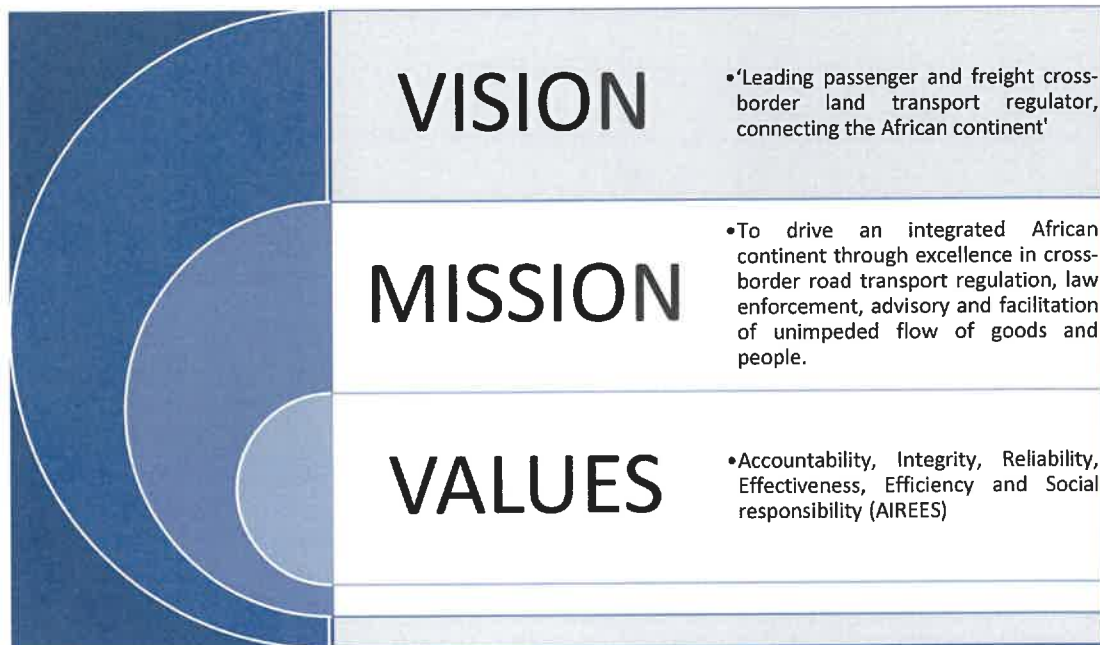 VISION
•'Leading passenger and freight cross-
border land transport regulator,
connecting the African continent'
MISSION
•To drive an integrated African
continent through excellence in cross-
border road transport regulation, law
enforcement, advisory and facilitation
of unimpeded flow of goods and
people.
VALUES
•Accountability, Integrity, Reliability,
Effectiveness, Efficiency and Social
responsibility (AIREES)